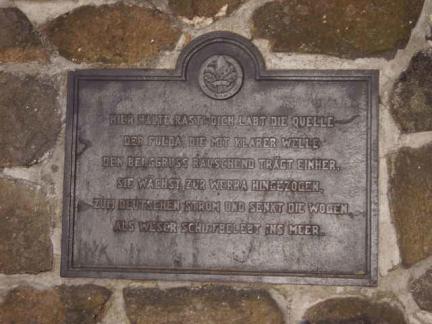 HIER HALTE RAST: DICH LABT DIE QUELLE
DER FULDA, DIE MIT KLARER WELLE
DEN BERGGRUSS RAUSCHEND TRÄGT EINHER.
SIE WÄCHST ZUR WERRA HINGEZOGEN,
ZUM DEUTSCHEN STROM UND SENKT DIE WOGEN
ALS WESER SCHIFFBELEBT INS MEER.